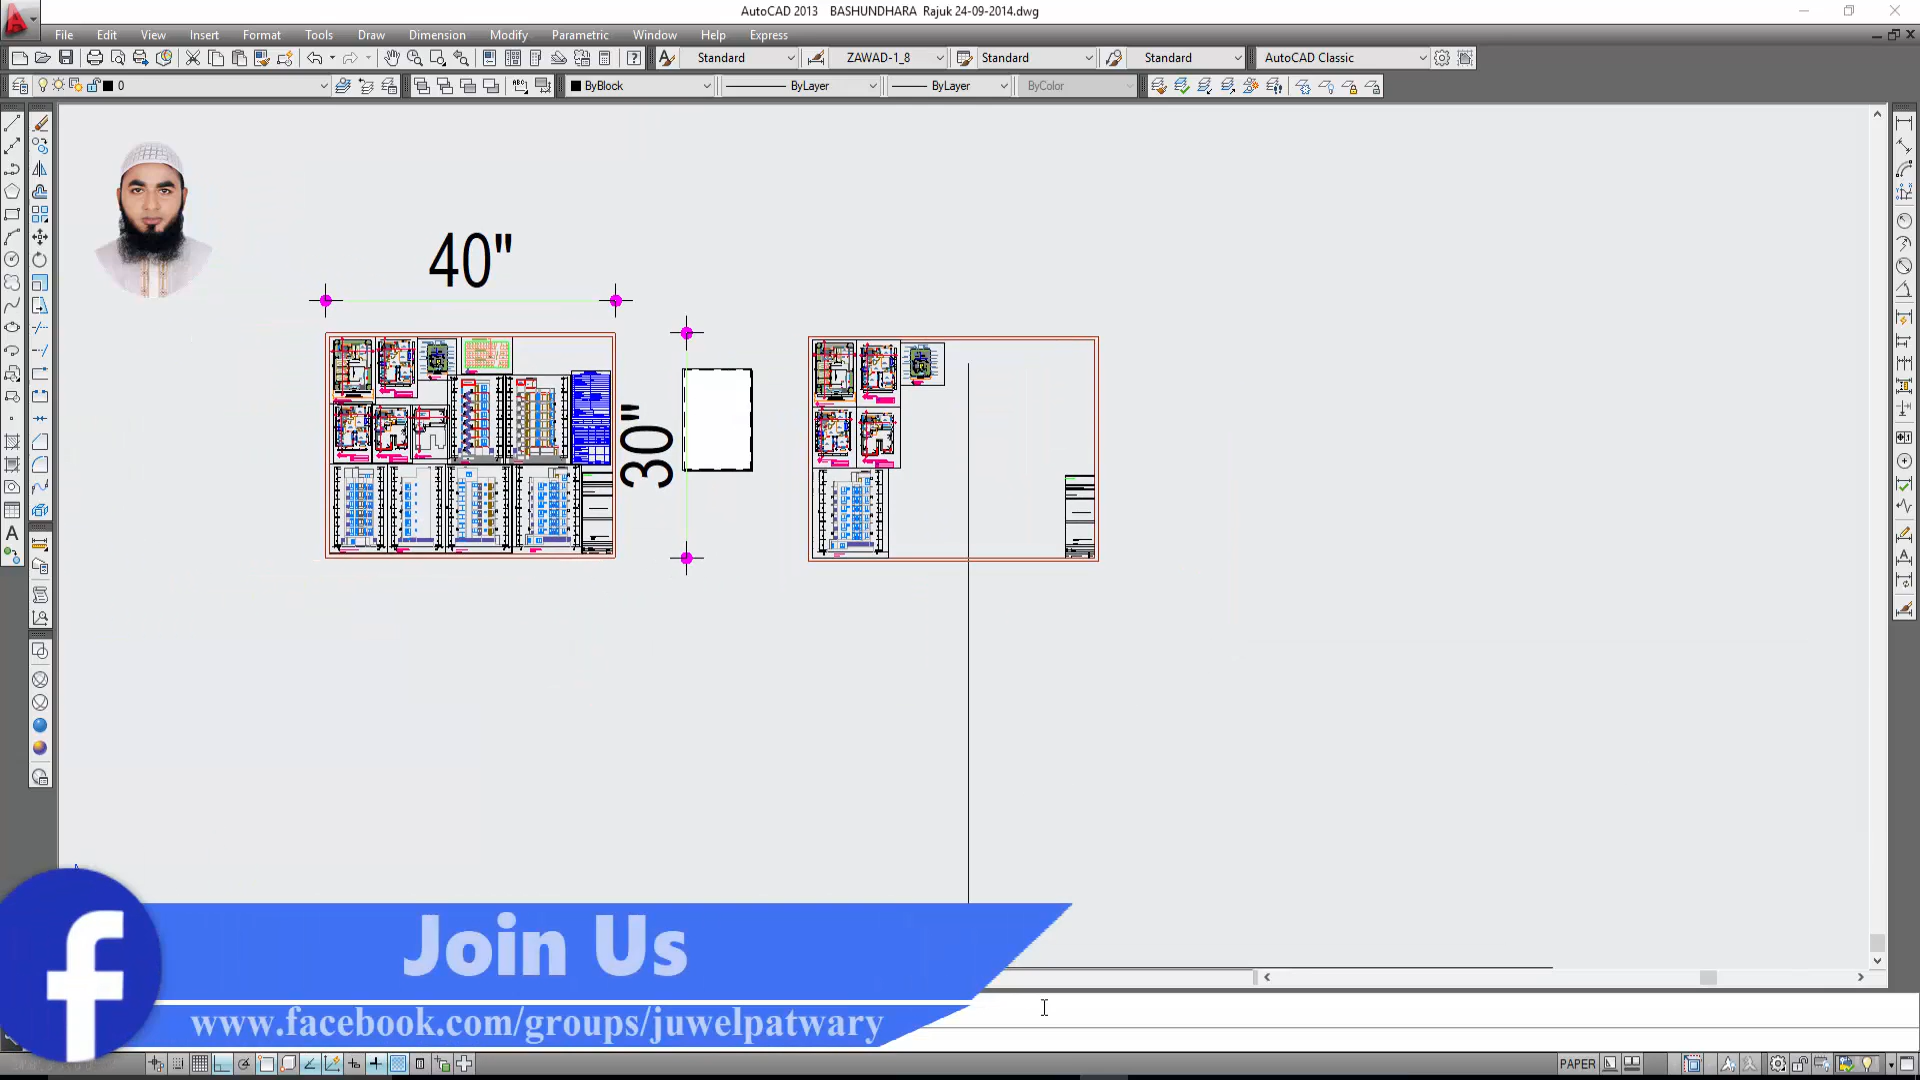 AutoCAD 2013 BASHUNDHARA Rajuk 24-09-2014.dwg
File Edit View Insert Format Tools Draw Dimension Modify Parametric Window Help Express
Standard ZAWAD-1_8 Standard Standard AutoCAD Classic
0 ByBlock ByLayer ByLayer ByColor
40"
30"
Join Us
www.facebook.com/groups/juwelpatwary
PAPER